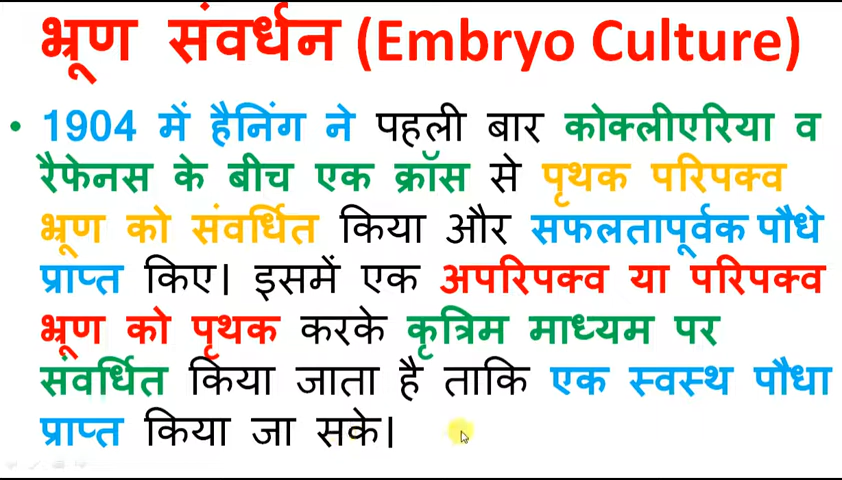 भ्रूण संवर्धन (Embryo Culture)
• 1904 में हैनिंग ने पहली बार कोक्लीएरिया व
रैफेनस के बीच एक क्रॉस से पृथक परिपक्व
भ्रूण को संवर्धित किया और सफलतापूर्वक पौधे
प्राप्त किए। इसमें एक अपरिपक्व या परिपक्व
भ्रूण को पृथक करके कृत्रिम माध्यम पर
संवर्धित किया जाता है ताकि एक स्वस्थ पौधा
प्राप्त किया जा सके।